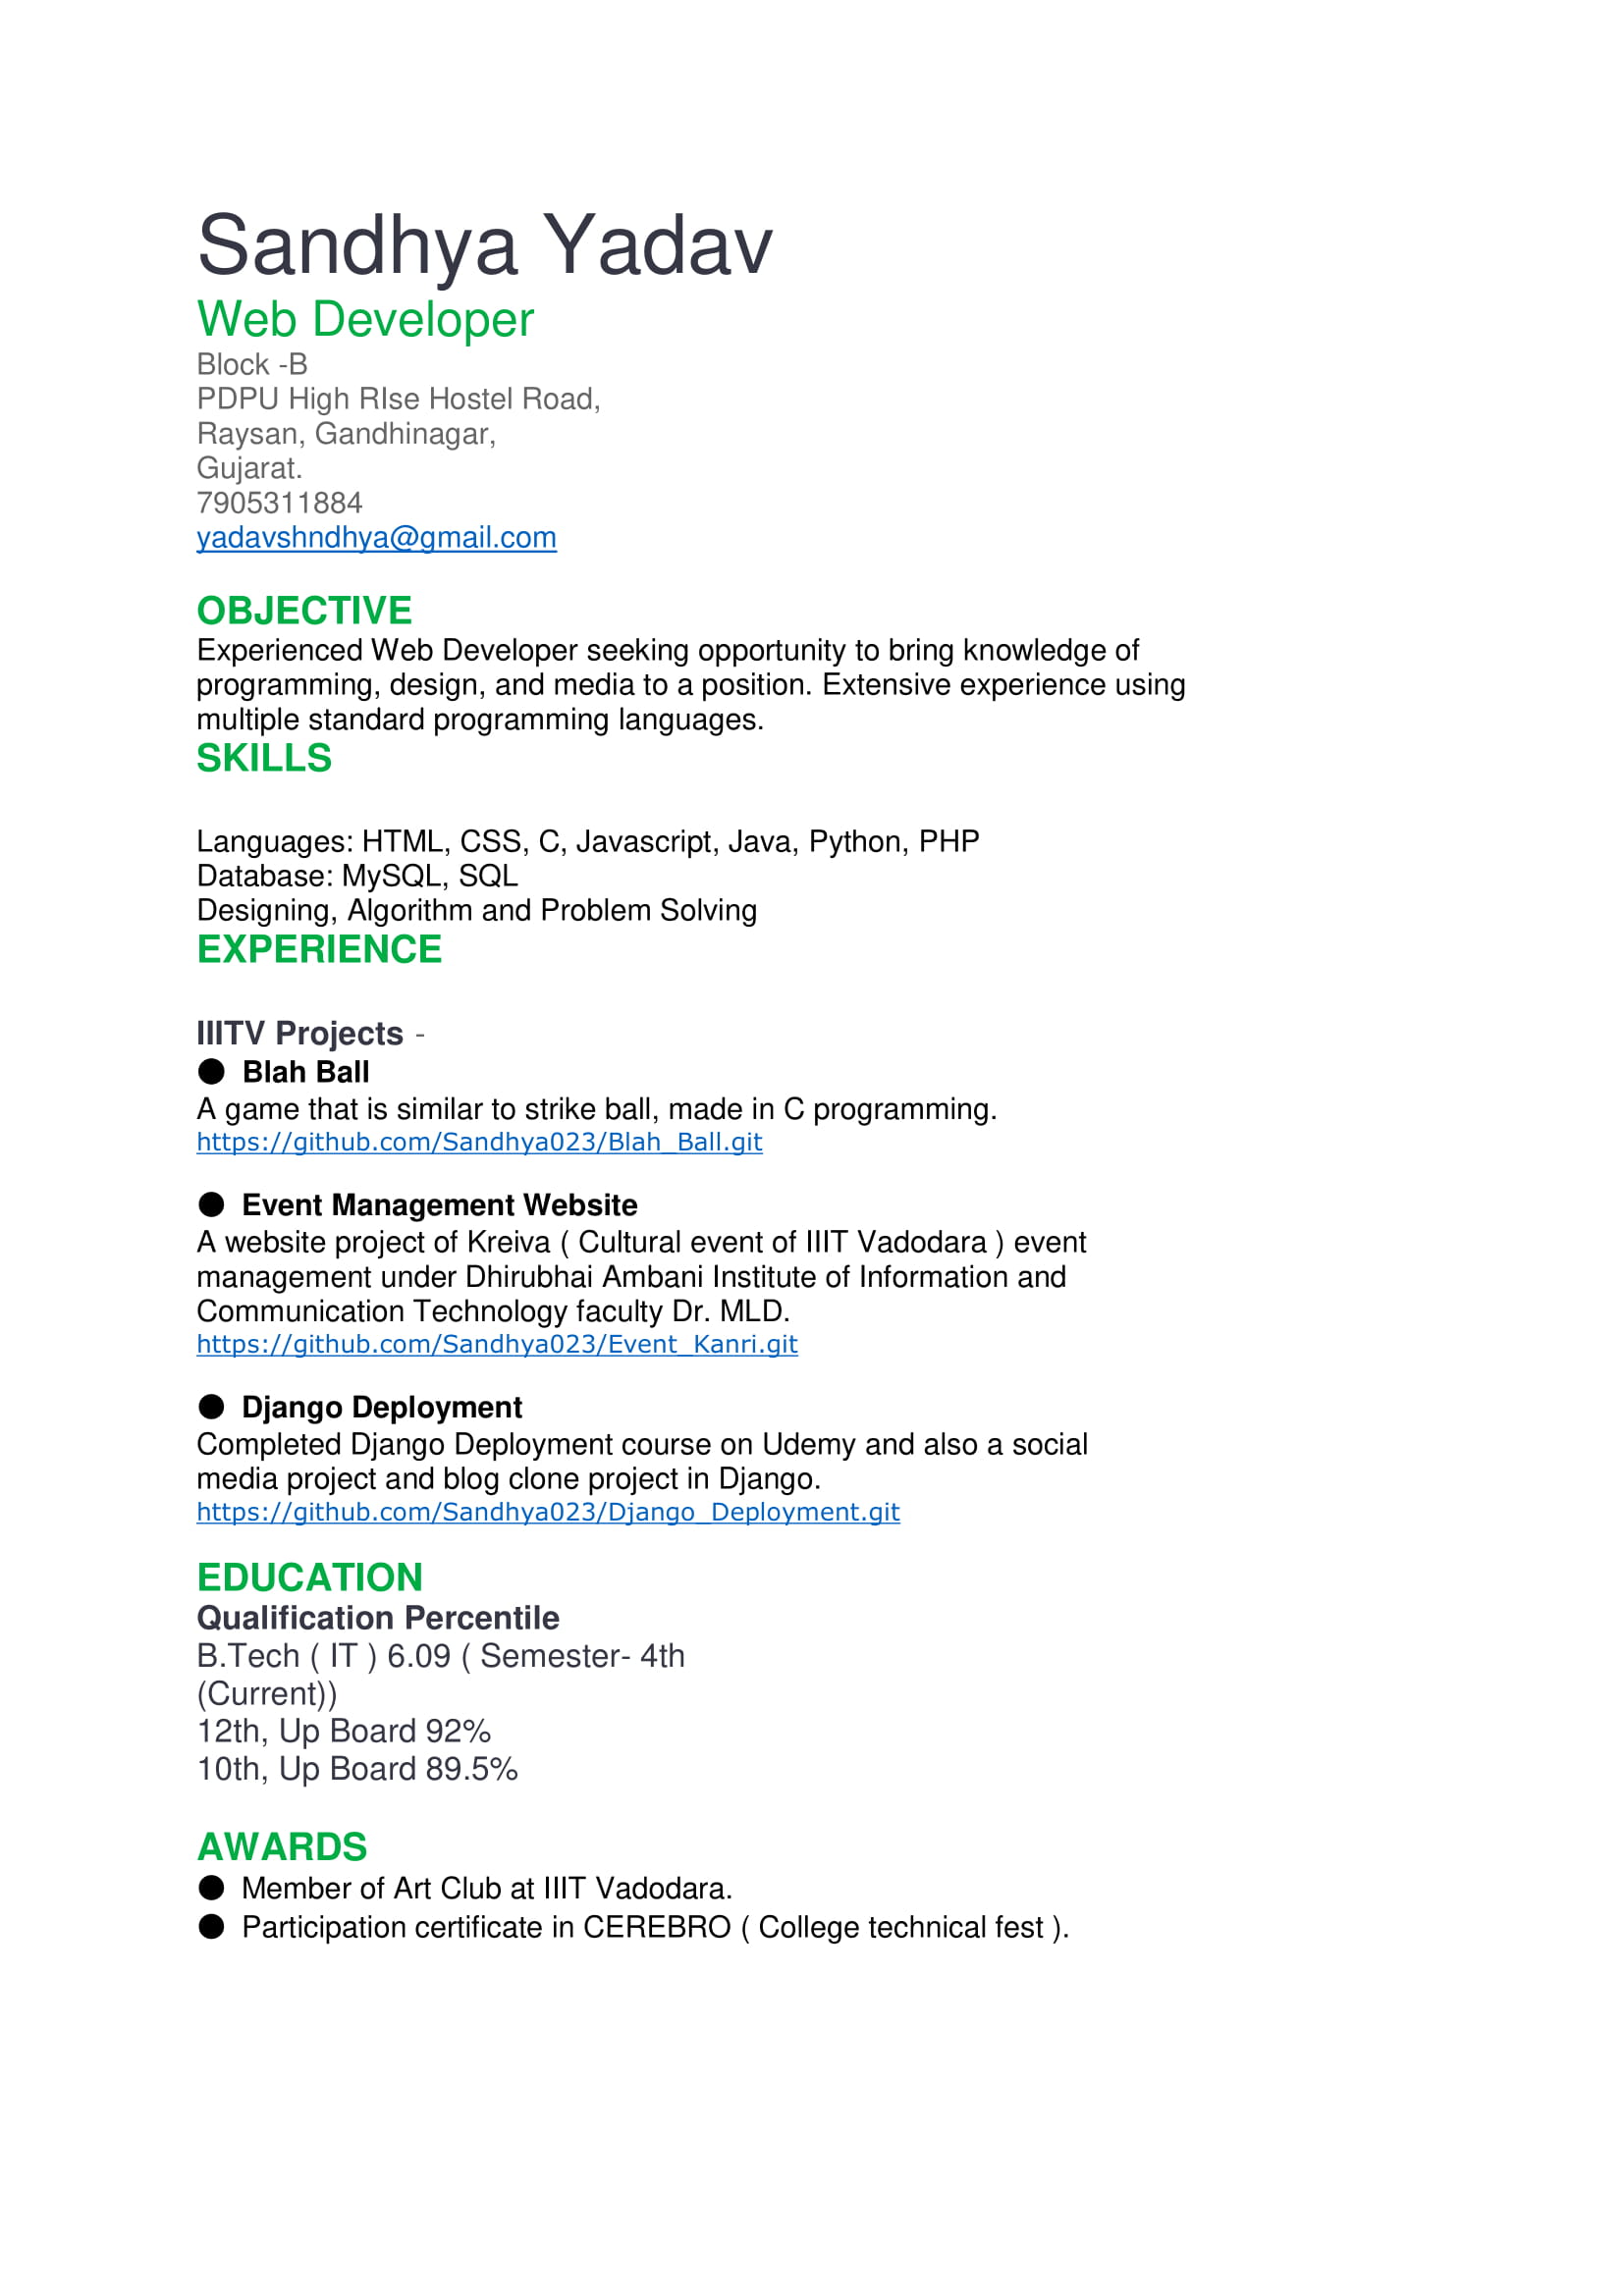 Sandhya Yadav
Web Developer
Block -B
PDPU High RIse Hostel Road,
Raysan, Gandhinagar,
Gujarat.
7905311884
yadavshndhya@gmail.com
OBJECTIVE
Experienced Web Developer seeking opportunity to bring knowledge of
programming, design, and media to a position. Extensive experience using
multiple standard programming languages.
SKILLS
Languages: HTML, CSS, C, Javascript, Java, Python, PHP
Database: MySQL, SQL
Designing, Algorithm and Problem Solving
EXPERIENCE
IIITV Projects -
● Blah Ball
A game that is similar to strike ball, made in C programming.
https://github.com/Sandhya023/Blah_Ball.git
● Event Management Website
A website project of Kreiva ( Cultural event of IIIT Vadodara ) event
management under Dhirubhai Ambani Institute of Information and
Communication Technology faculty Dr. MLD.
https://github.com/Sandhya023/Event_Kanri.git
● Django Deployment
Completed Django Deployment course on Udemy and also a social
media project and blog clone project in Django.
https://github.com/Sandhya023/Django_Deployment.git
EDUCATION
Qualification Percentile
B.Tech ( IT ) 6.09 ( Semester- 4th
(Current))
12th, Up Board 92%
10th, Up Board 89.5%
AWARDS
● Member of Art Club at IIIT Vadodara.
● Participation certificate in CEREBRO ( College technical fest ).